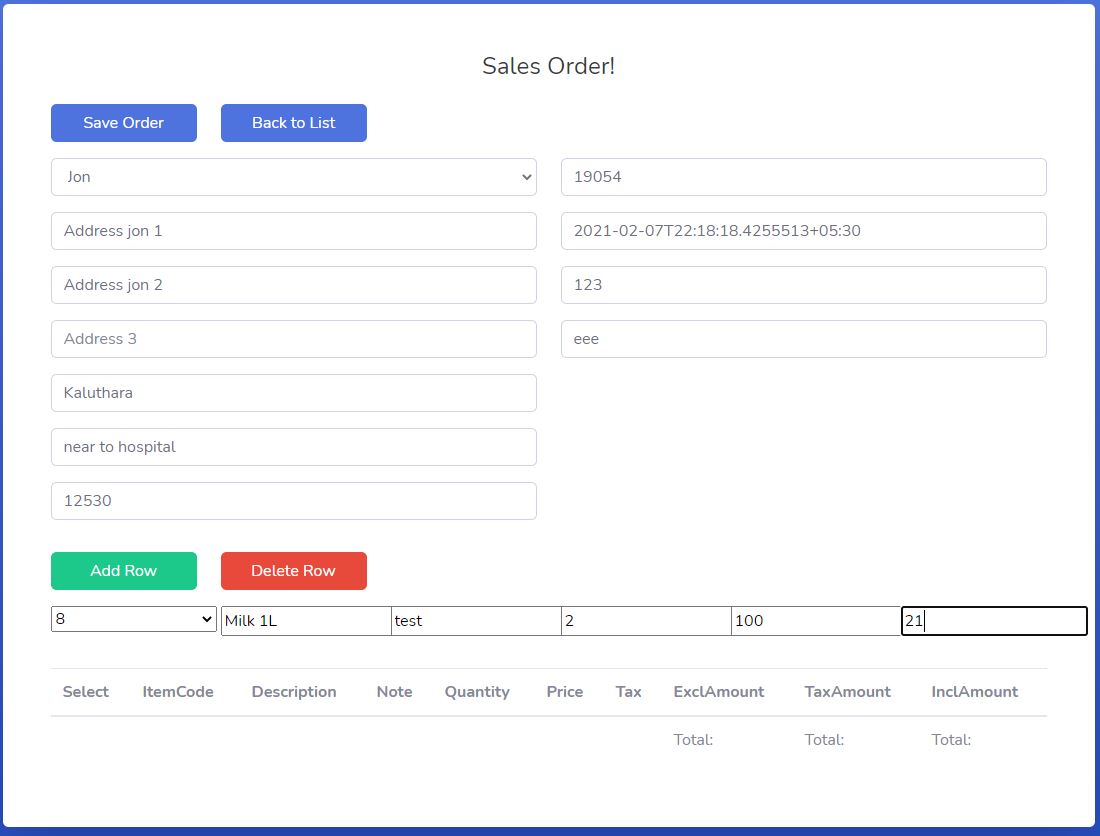 Sales Order!
Save Order Back to List
Jon 19054
Address jon 1 2021-02-07T22:18:18.4255513+05:30
Address jon 2 123
Address 3 eee
Kaluthara
near to hospital
12530
Add Row Delete Row
8 Milk 1L test 2 100 21
Select ItemCode Description Note Quantity Price Tax ExclAmount TaxAmount InclAmount
Total: Total: Total: